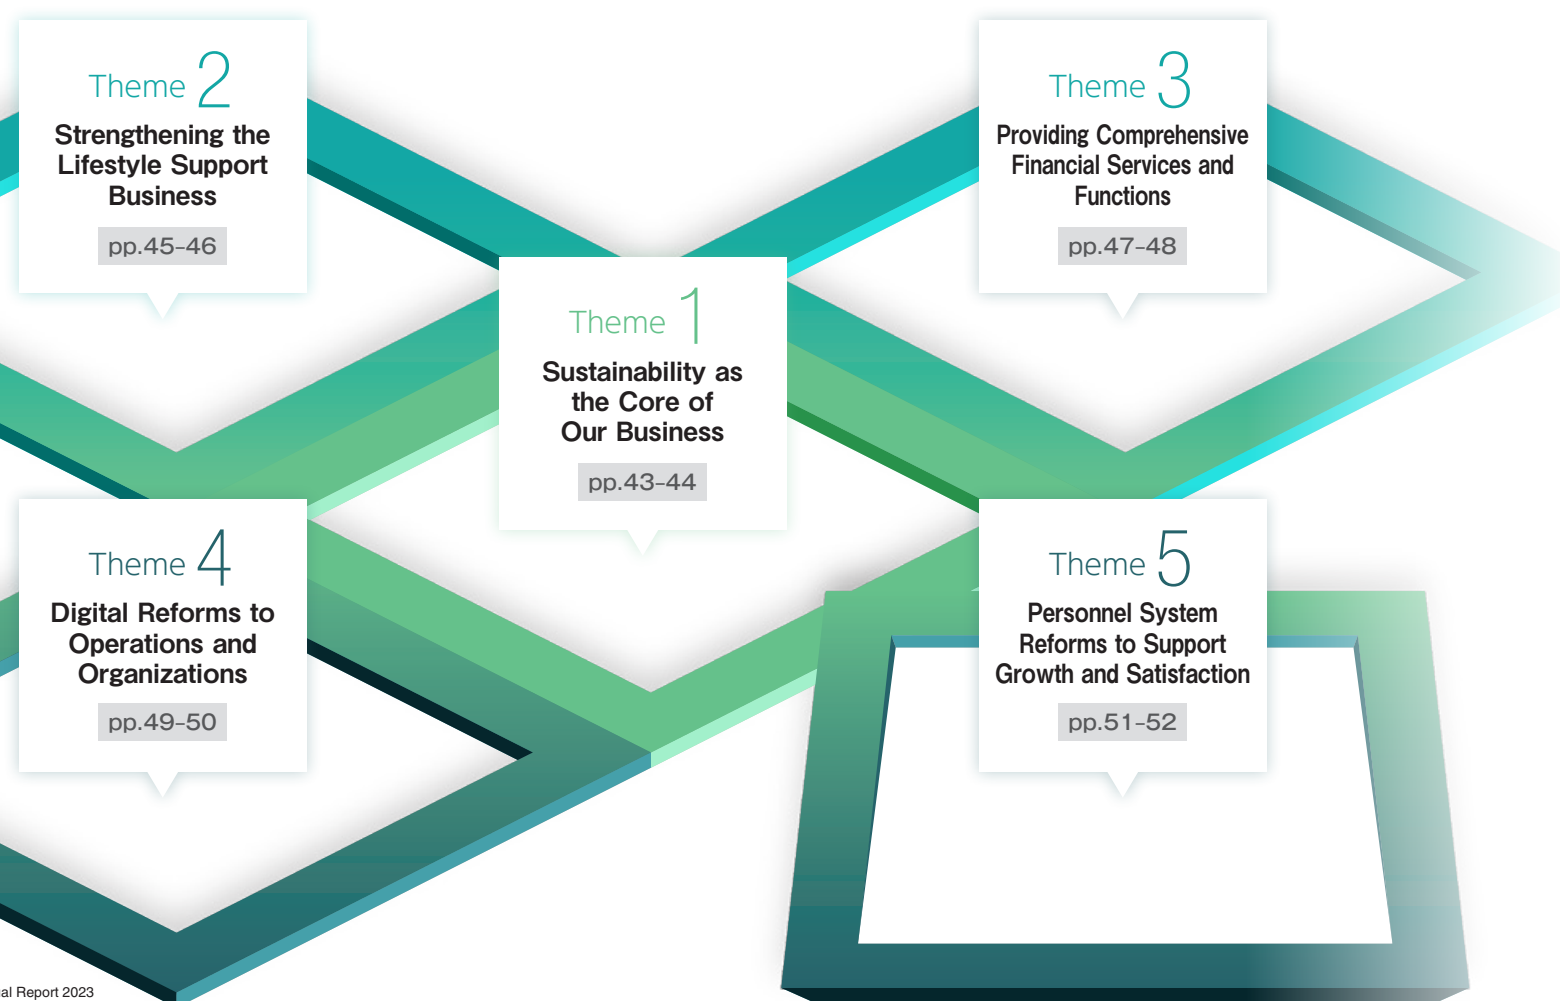 Theme 2
Strengthening the
Lifestyle Support
Business
pp.45–46
Theme 3
Providing Comprehensive
Financial Services and
Functions
pp.47–48
Theme 1
Sustainability as
the Core of
Our Business
pp.43–44
Theme 4
Digital Reforms to
Operations and
Organizations
pp.49–50
Theme 5
Personnel System
Reforms to Support
Growth and Satisfaction
pp.51–52
Report 2023